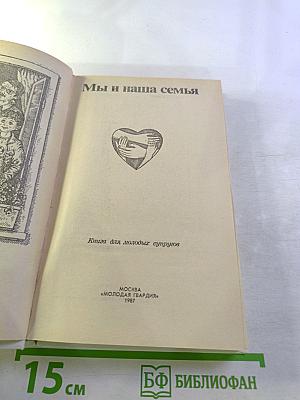 Мы и наша семья
Книга для молодых супругов
МОСКВА
«МОЛОДАЯ ГВАРДИЯ»
1987
15 см
БФ БИБЛИОФАН